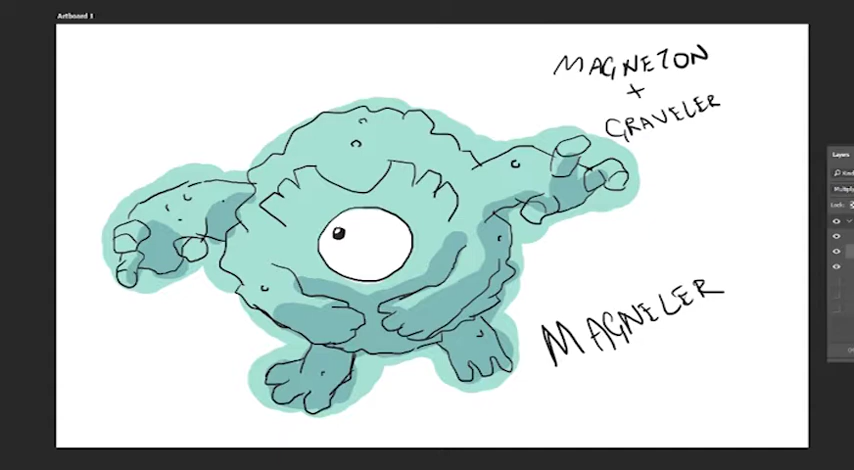 Artboard 1
MAGNETON
+
GRAVELER
Layers
MAGNELER